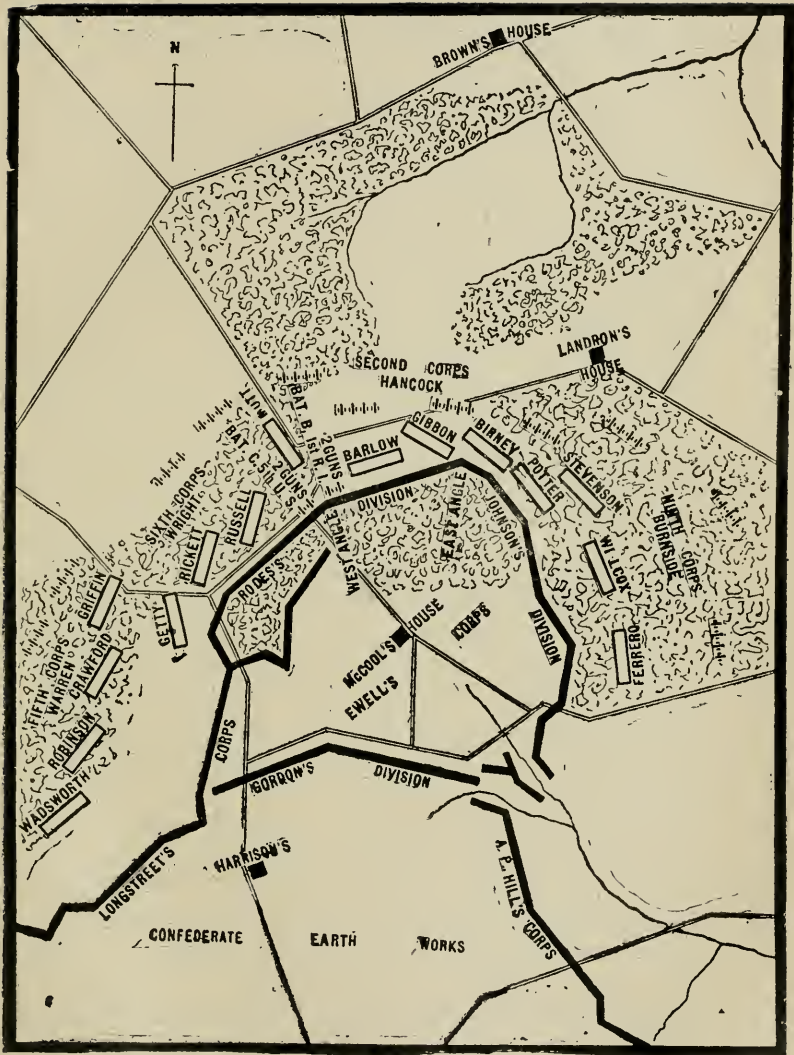 N
BROWN'S HOUSE
LANDRON'S
HOUSE
SECOND CORPS
HANCOCK
MOTT
BAT. B. 1st R. I.
2 GUNS
BAT C. 5th U. S.
2 GUNS
BARLOW
GIBBON
BIRNEY
POTTER
STEVENSON
SIXTH CORPS
WRIGHT
RUSSELL
RICKETT
GETTY
DIVISION
JOHNSON'S
DIVISION
WEST ANGLE
EAST ANGLE
WILCOX
NINTH CORPS
BURNSIDE
FERRERO
RODES'S
GRIFFIN
FIFTH CORPS
WARREN
CRAWFORD
ROBINSON
WADSWORTH
McCOOL'S HOUSE
EWELL'S
CORPS
CORPS
GORDON'S DIVISION
LONGSTREET'S
HARRISON'S
A. P. HILL'S CORPS
CONFEDERATE EARTH WORKS